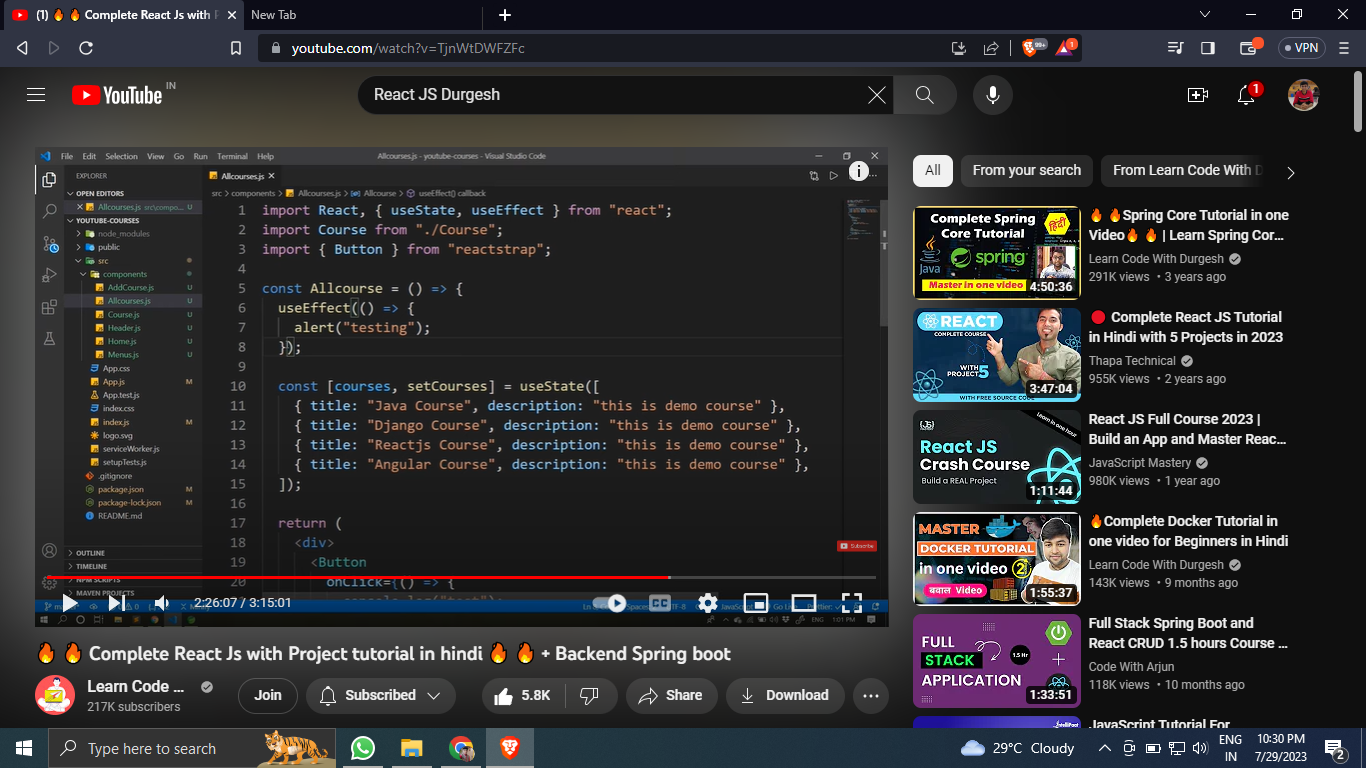 (1) 🔥 🔥 Complete React Js with P
New Tab
youtube.com/watch?v=TjnWtDWFZFc
99+
1
VPN
YouTube IN
React JS Durgesh
1
File Edit Selection View Go Run Terminal Help
Allcourses.js - youtube-courses - Visual Studio Code
EXPLORER
OPEN EDITORS
Allcourses.js src\compo... U
YOUTUBE-COURSES
node_modules
public
src
components
AddCourse.js U
Allcourses.js U
Course.js U
Header.js U
Home.js U
Menus.js U
App.css
App.js M
App.test.js
index.css
index.js M
logo.svg
serviceWorker.js
setupTests.js
.gitignore
package.json M
package-lock.json M
README.md
OUTLINE
TIMELINE
NPM SCRIPTS
MAVEN PROJECTS
Allcourses.js
src > components > Allcourses.js > Allcourse > useEffect() callback
1 import React, { useState, useEffect } from "react";
2 import Course from "./Course";
3 import { Button } from "reactstrap";
4
5 const Allcourse = () => {
6 useEffect(() => {
7 alert("testing");
8 });
9
10 const [courses, setCourses] = useState([
11 { title: "Java Course", description: "this is demo course" },
12 { title: "Django Course", description: "this is demo course" },
13 { title: "Reactjs Course", description: "this is demo course" },
14 { title: "Angular Course", description: "this is demo course" },
15 ]);
16
17 return (
18 <div>
19 <Button
20 onClick={() => {
Subscribe
2:26:07 / 3:15:01
ENG 1:01 PM
🔥 🔥 Complete React Js with Project tutorial in hindi 🔥 🔥 + Backend Spring boot
Learn Code ...
217K subscribers
Join
Subscribed
5.8K
Share
Download
All
From your search
From Learn Code With D
Complete Spring
Core Tutorial
हिंदी
Java
spring
Master in one video
4:50:36
🔥 🔥Spring Core Tutorial in one
Video🔥 🔥 | Learn Spring Cor...
Learn Code With Durgesh
291K views • 3 years ago
REACT
COMPLETE COURSE
WITH 5
PROJECT
WITH FREE SOURCE CODE
3:47:04
🔴 Complete React JS Tutorial
in Hindi with 5 Projects in 2023
Thapa Technical
955K views • 2 years ago
Learn in one hour
React JS
Crash Course
Build a REAL Project
1:11:44
React JS Full Course 2023 |
Build an App and Master Reac...
JavaScript Mastery
980K views • 1 year ago
MASTER
DOCKER TUTORIAL
in one video 2
बवाल Video
1:55:37
🔥Complete Docker Tutorial in
one video for Beginners in Hindi
Learn Code With Durgesh
143K views • 9 months ago
FULL
STACK
APPLICATION
1.5 Hr
1:33:51
Full Stack Spring Boot and
React CRUD 1.5 hours Course ...
Code With Arjun
118K views • 10 months ago
JavaScript Tutorial For
Type here to search
29°C Cloudy
ENG
IN
10:30 PM
7/29/2023
2